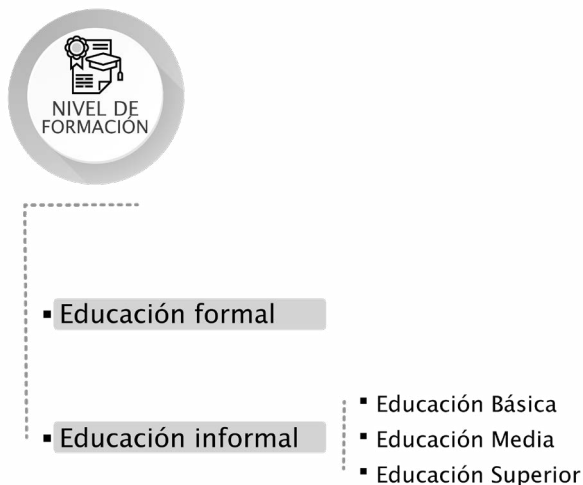 NIVEL DE
FORMACIÓN
Educación formal
Educación informal
Educación Básica
Educación Media
Educación Superior